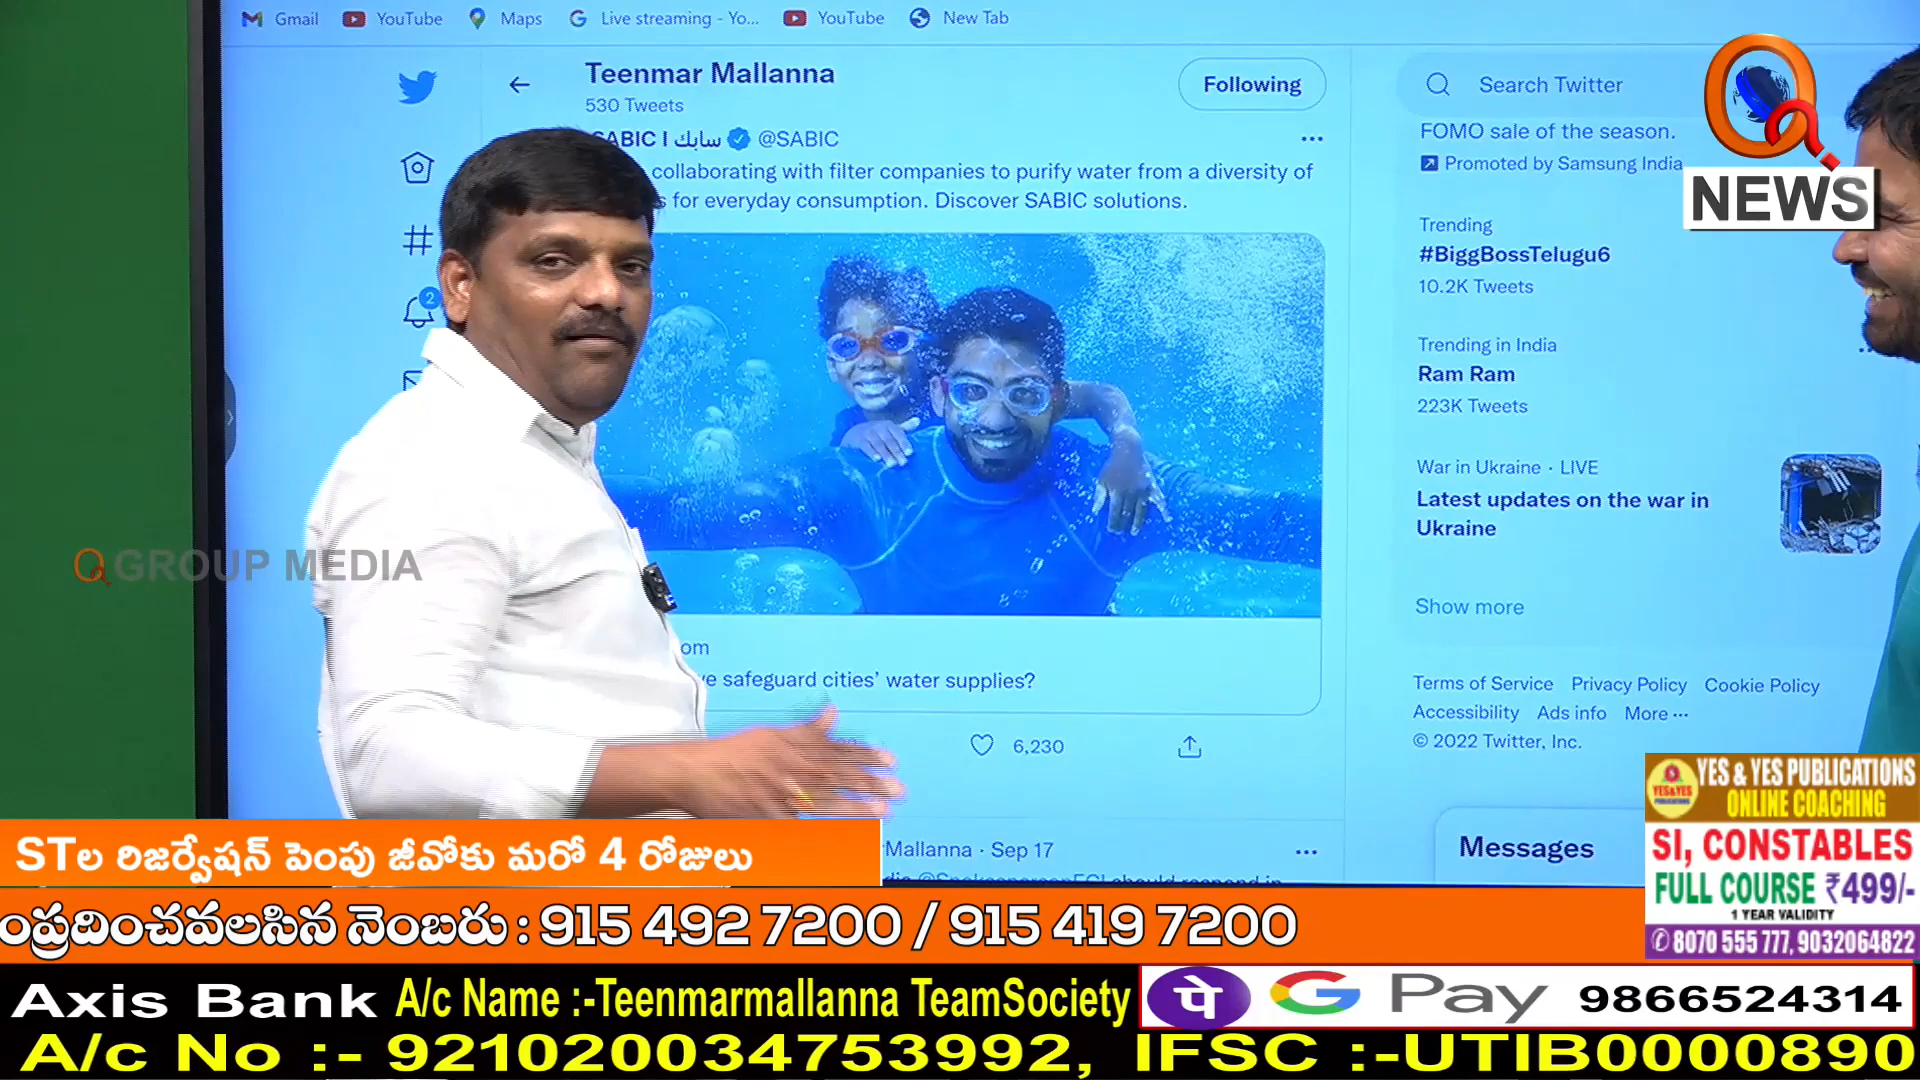 Gmail YouTube Maps Live streaming - Yo... YouTube New Tab
Teenmar Mallanna
530 Tweets
Following
Search Twitter
ABIC I سابك @SABIC
collaborating with filter companies to purify water from a diversity of
s for everyday consumption. Discover SABIC solutions.
om
ve safeguard cities' water supplies?
6,230
Mallanna · Sep 17
2
FOMO sale of the season.
Promoted by Samsung India
Trending
#BiggBossTelugu6
10.2K Tweets
Trending in India
Ram Ram
223K Tweets
War in Ukraine · LIVE
Latest updates on the war in
Ukraine
Show more
Terms of Service Privacy Policy Cookie Policy
Accessibility Ads info More ...
© 2022 Twitter, Inc.
Messages
Q
NEWS
Q GROUP MEDIA
YES & YES PUBLICATIONS
ONLINE COACHING
YES&YES
PUBLICATIONS
SI, CONSTABLES
FULL COURSE ₹499/-
1 YEAR VALIDITY
8070 555 777, 9032064822
STల రిజర్వేషన్ పెంపు జీవోకు మరో 4 రోజులు
ంప్రదించవలసిన నెంబరు : 915 492 7200 / 915 419 7200
Axis Bank A/c Name :-Teenmarmallanna TeamSociety
पे G Pay 9866524314
A/c No :- 921020034753992, IFSC :-UTIB0000890